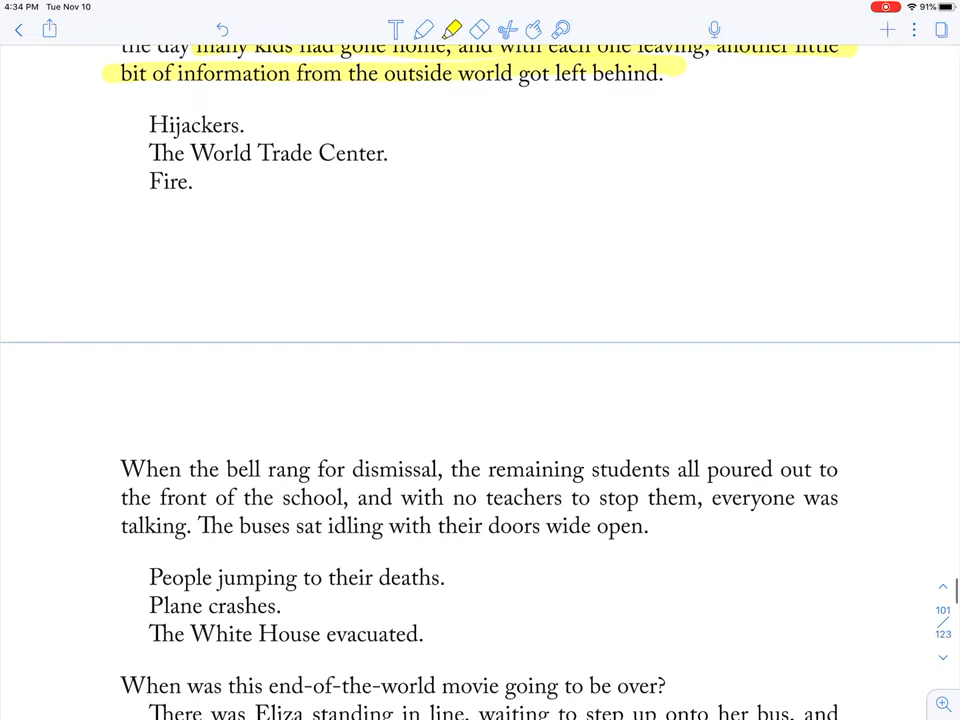 4:34 PM Tue Nov 10
91%
T
the day many kids had gone home, and with each one leaving, another little
bit of information from the outside world got left behind.
Hijackers.
The World Trade Center.
Fire.
When the bell rang for dismissal, the remaining students all poured out to
the front of the school, and with no teachers to stop them, everyone was
talking. The buses sat idling with their doors wide open.
People jumping to their deaths.
Plane crashes.
The White House evacuated.
101
123
When was this end-of-the-world movie going to be over?
There was Eliza standing in line, waiting to step up onto her bus, and